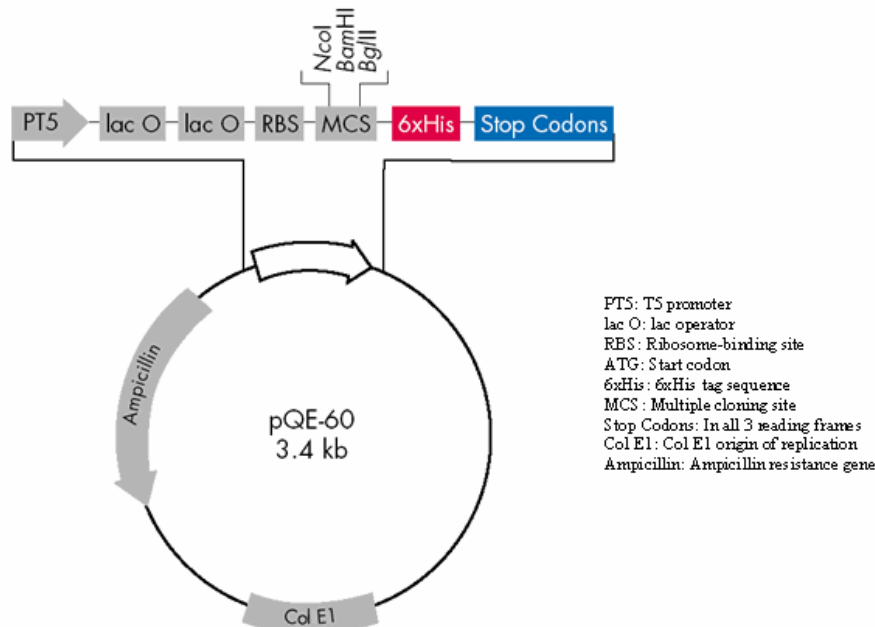 NcoI
BamHI
BglII
PT5
lac O
lac O
RBS
MCS
6xHis
Stop Codons
Ampicillin
pQE-60
3.4 kb
Col E1
PT5: T5 promoter
lac O: lac operator
RBS: Ribosome-binding site
ATG: Start codon
6xHis: 6xHis tag sequence
MCS: Multiple cloning site
Stop Codons: In all 3 reading frames
Col E1: Col E1 origin of replication
Ampicillin: Ampicillin resistance gene